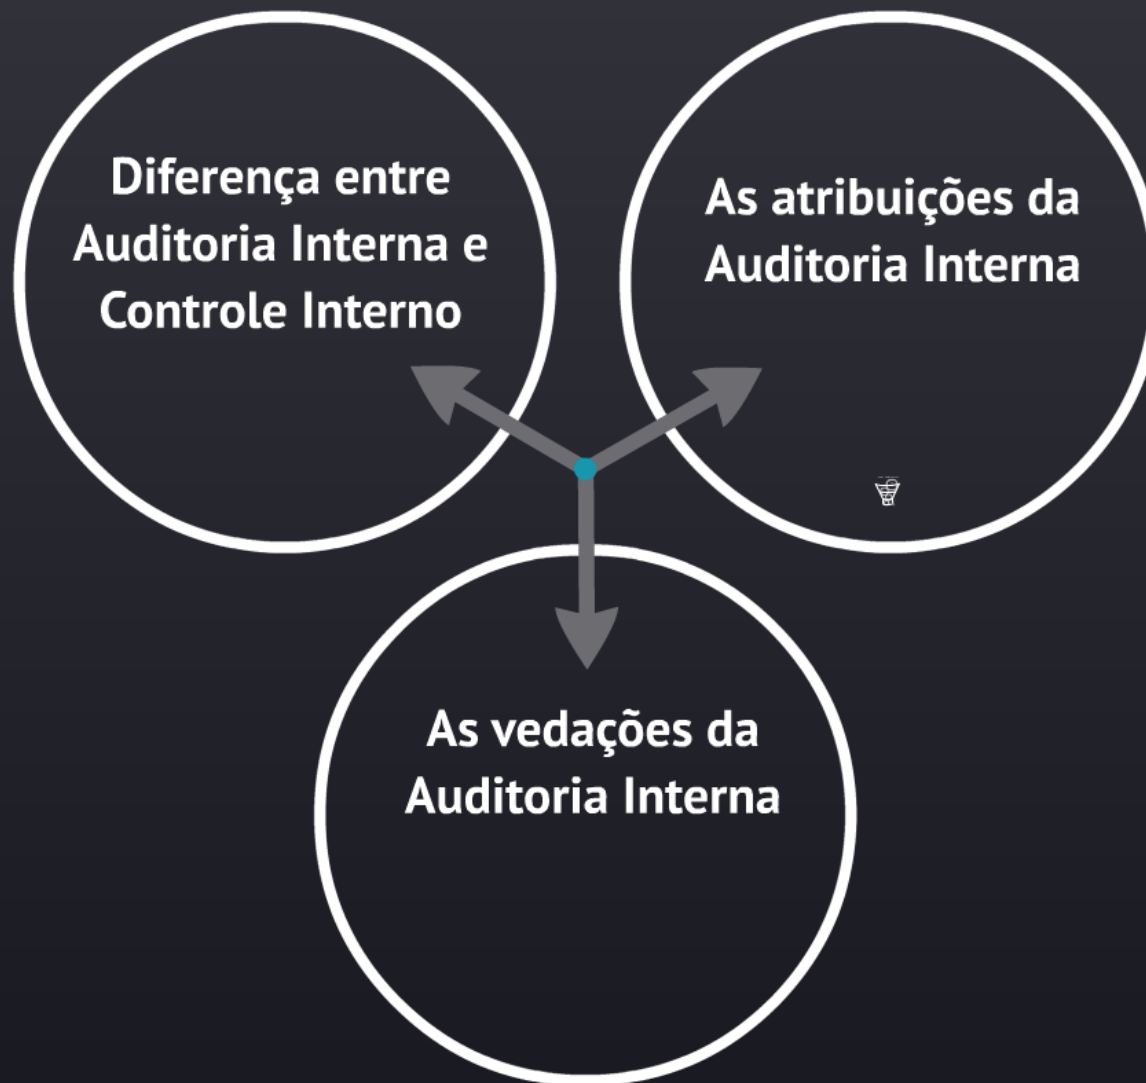 Diferença entre
Auditoria Interna e
Controle Interno
As atribuições da
Auditoria Interna
As vedações da
Auditoria Interna